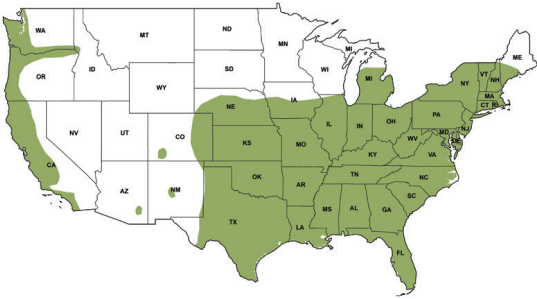 WA
MT
ND
MN
ME
OR
ID
SD
WI
MI
MI
VT
NH
NY
WY
MA
CT
RI
NE
IA
NV
UT
CO
IL
IN
OH
PA
NJ
MD
DE
WV
VA
KS
MO
KY
CA
AZ
NM
OK
AR
TN
NC
SC
TX
LA
MS
AL
GA
FL